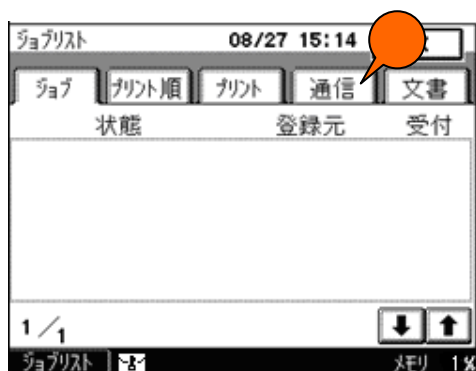 ジョブリスト 08/27 15:14
ジョブ プリント順 プリント 通信 文書
状態 登録元 受付
1/1
ジョブリスト メモリ 1%